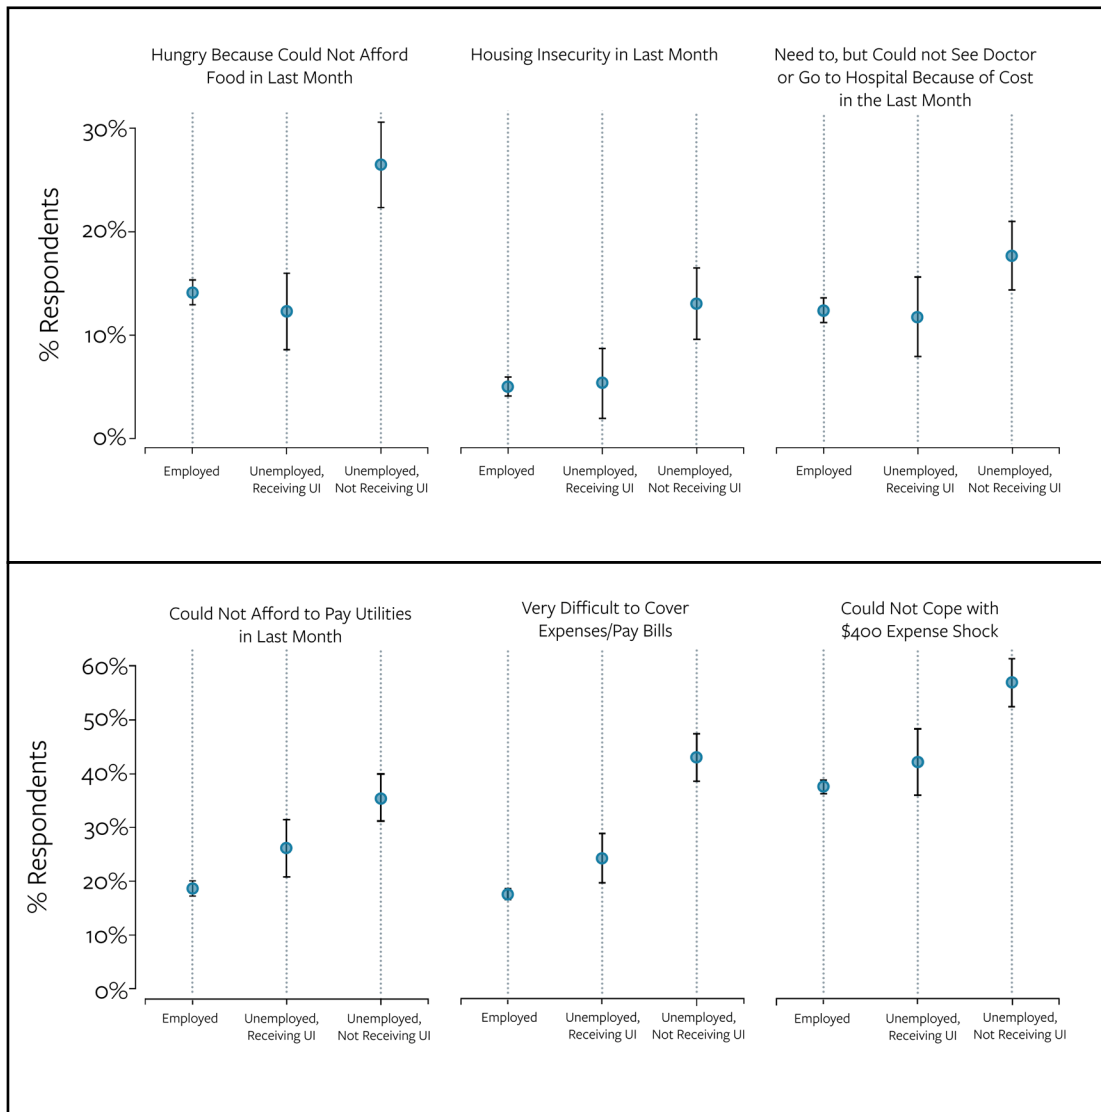 Hungry Because Could Not Afford
Food in Last Month
Housing Insecurity in Last Month
Need to, but Could not See Doctor
or Go to Hospital Because of Cost
in the Last Month
% Respondents
30%
20%
10%
0%
Employed
Unemployed,
Receiving UI
Unemployed,
Not Receiving UI
Employed
Unemployed,
Receiving UI
Unemployed,
Not Receiving UI
Employed
Unemployed,
Receiving UI
Unemployed,
Not Receiving UI
Could Not Afford to Pay Utilities
in Last Month
Very Difficult to Cover
Expenses/Pay Bills
Could Not Cope with
$400 Expense Shock
% Respondents
60%
50%
40%
30%
20%
10%
0%
Employed
Unemployed,
Receiving UI
Unemployed,
Not Receiving UI
Employed
Unemployed,
Receiving UI
Unemployed,
Not Receiving UI
Employed
Unemployed,
Receiving UI
Unemployed,
Not Receiving UI